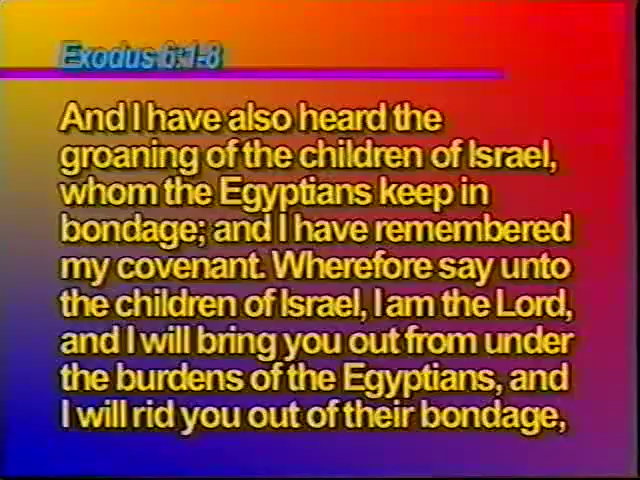 Exodus 6:1-8
And I have also heard the
groaning of the children of Israel,
whom the Egyptians keep in
bondage; and I have remembered
my covenant. Wherefore say unto
the children of Israel, I am the Lord,
and I will bring you out from under
the burdens of the Egyptians, and
I will rid you out of their bondage,